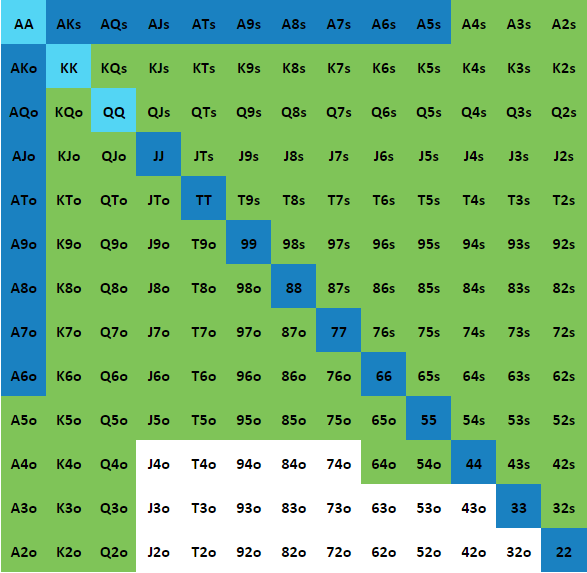 AA AKs AQs AJs ATs A9s A8s A7s A6s A5s A4s A3s A2s
AKo KK KQs KJs KTs K9s K8s K7s K6s K5s K4s K3s K2s
AQo KQo QQ QJs QTs Q9s Q8s Q7s Q6s Q5s Q4s Q3s Q2s
AJo KJo QJo JJ JTs J9s J8s J7s J6s J5s J4s J3s J2s
ATo KTo QTo JTo TT T9s T8s T7s T6s T5s T4s T3s T2s
A9o K9o Q9o J9o T9o 99 98s 97s 96s 95s 94s 93s 92s
A8o K8o Q8o J8o T8o 98o 88 87s 86s 85s 84s 83s 82s
A7o K7o Q7o J7o T7o 97o 87o 77 76s 75s 74s 73s 72s
A6o K6o Q6o J6o T6o 96o 86o 76o 66 65s 64s 63s 62s
A5o K5o Q5o J5o T5o 95o 85o 75o 65o 55 54s 53s 52s
A4o K4o Q4o J4o T4o 94o 84o 74o 64o 54o 44 43s 42s
A3o K3o Q3o J3o T3o 93o 83o 73o 63o 53o 43o 33 32s
A2o K2o Q2o J2o T2o 92o 82o 72o 62o 52o 42o 32o 22